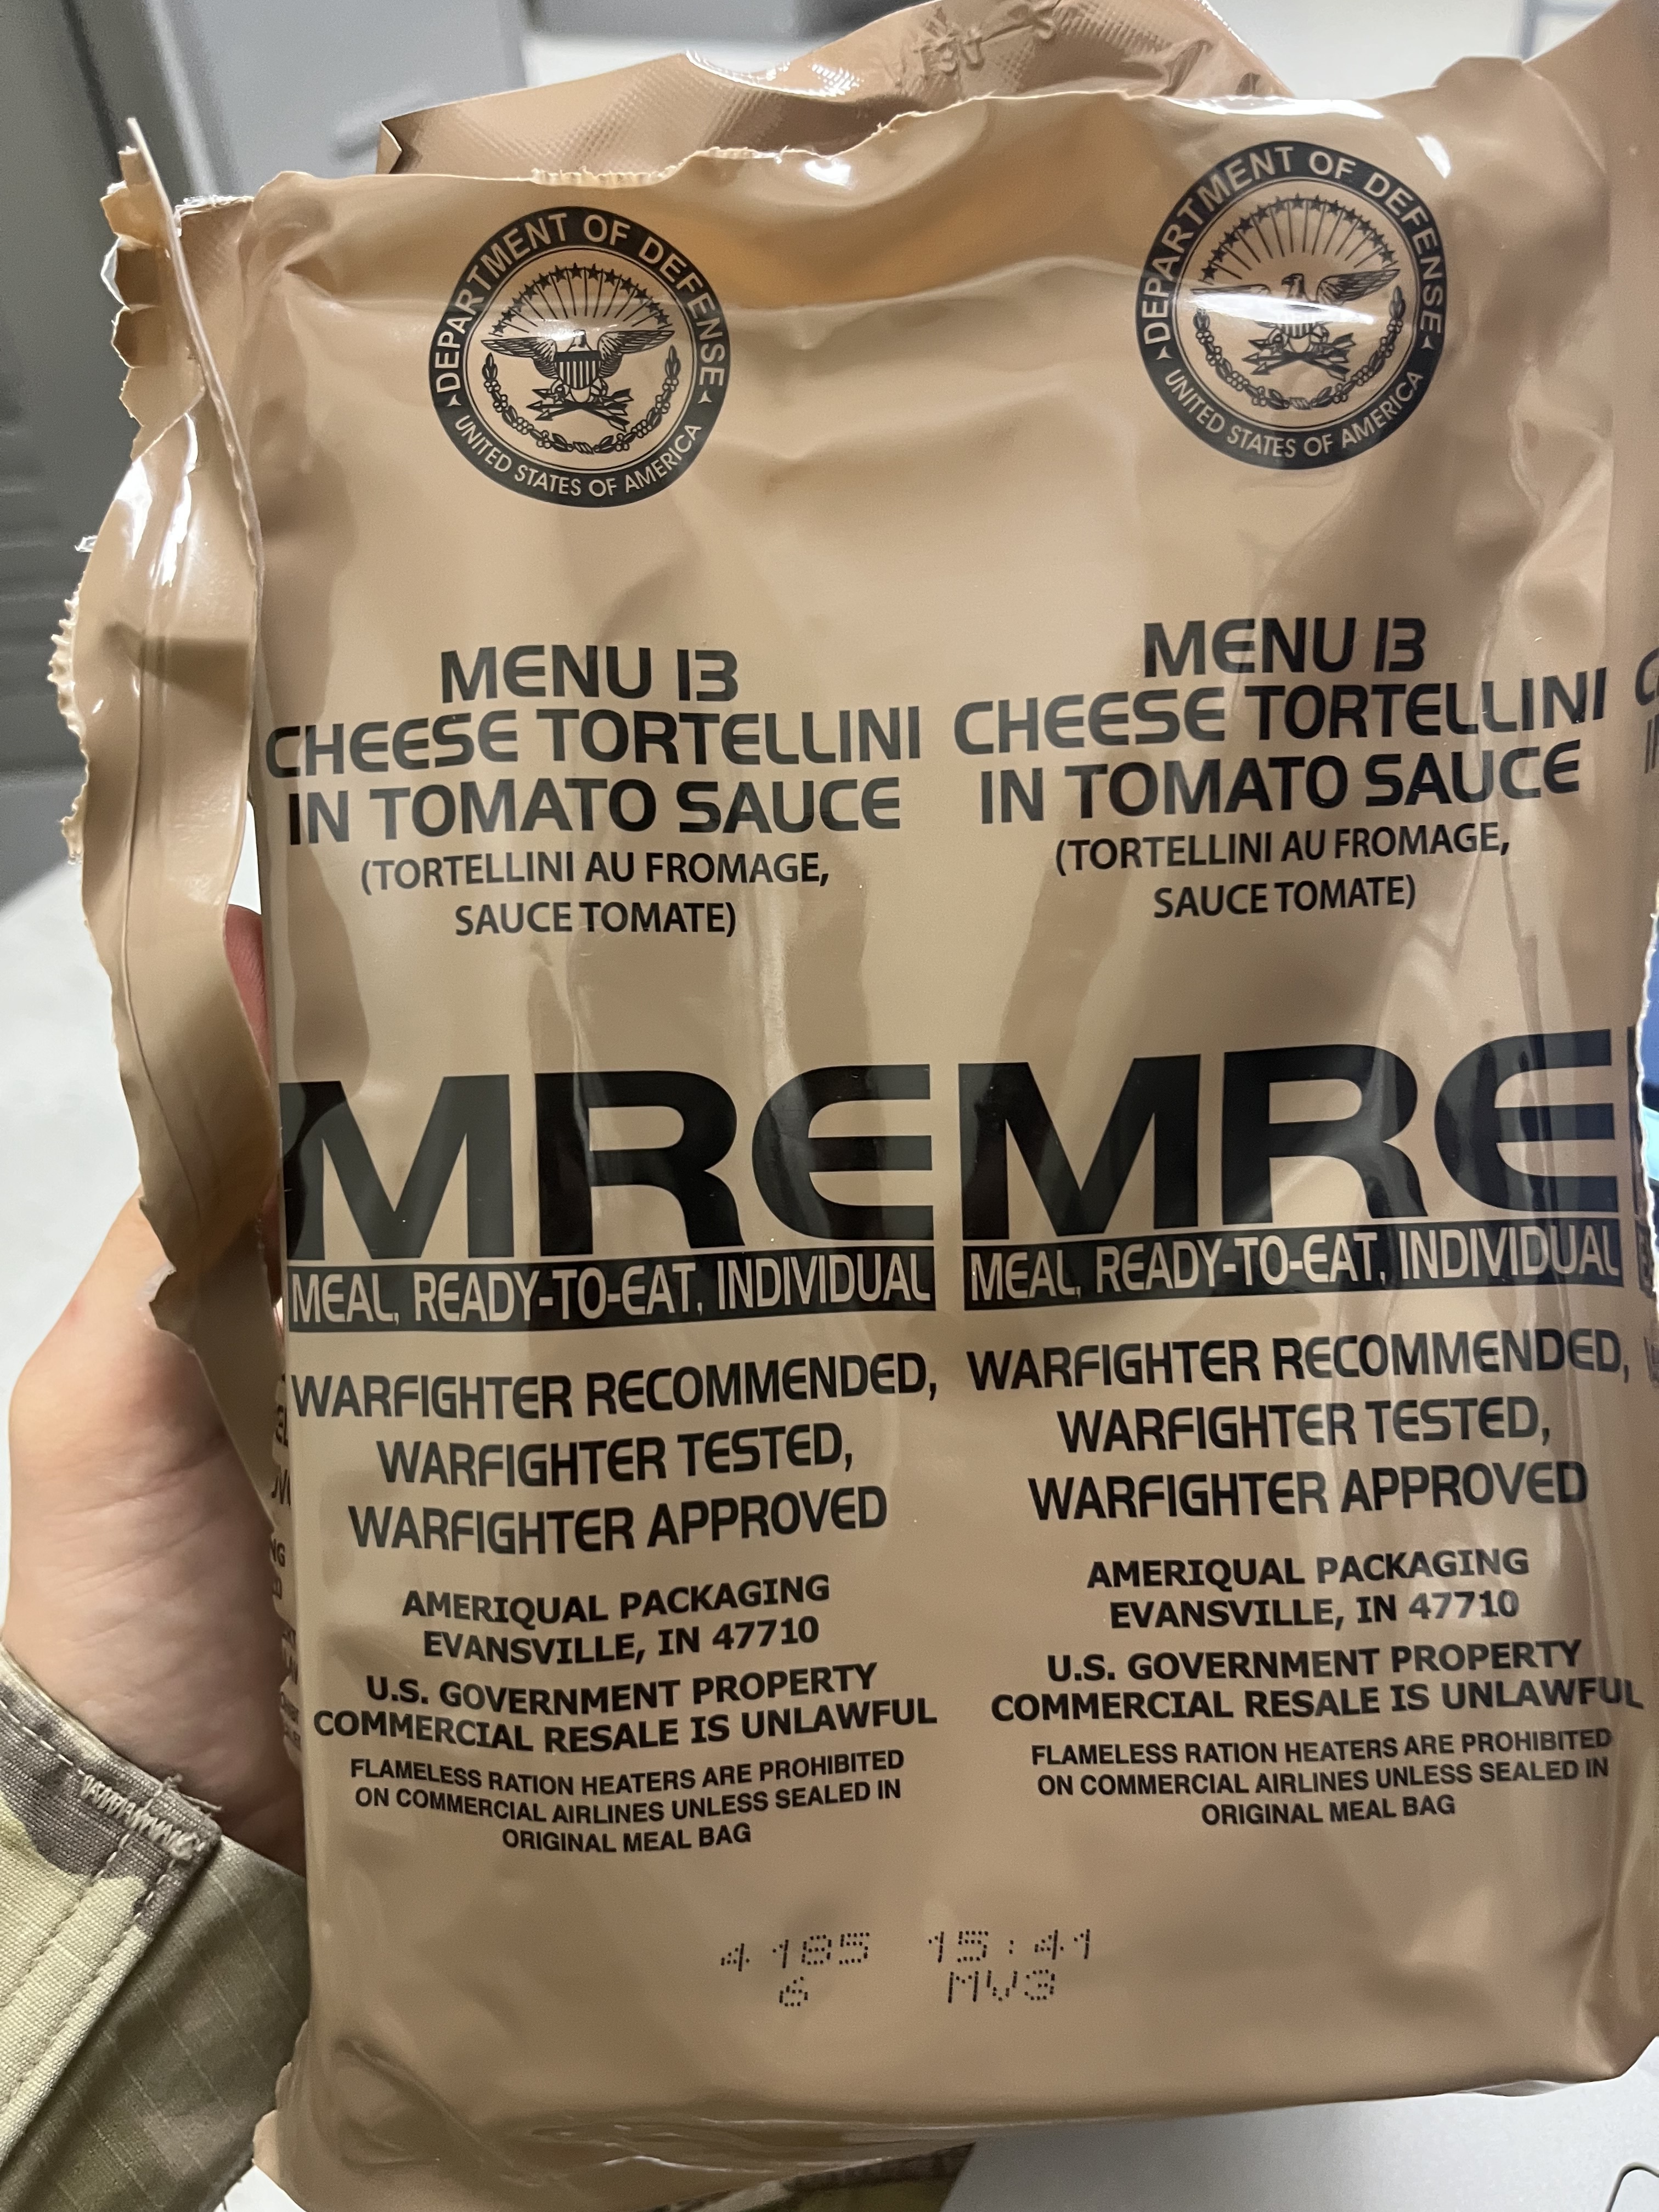 DEPARTMENT OF DEFENSE
UNITED STATES OF AMERICA
MENU 13
CHEESE TORTELLINI
IN TOMATO SAUCE
(TORTELLINI AU FROMAGE,
SAUCE TOMATE)
MRE
MEAL, READY-TO-EAT, INDIVIDUAL
WARFIGHTER RECOMMENDED,
WARFIGHTER TESTED,
WARFIGHTER APPROVED
AMERIQUAL PACKAGING
EVANSVILLE, IN 47710
U.S. GOVERNMENT PROPERTY
COMMERCIAL RESALE IS UNLAWFUL
FLAMELESS RATION HEATERS ARE PROHIBITED
ON COMMERCIAL AIRLINES UNLESS SEALED IN
ORIGINAL MEAL BAG
DEPARTMENT OF DEFENSE
UNITED STATES OF AMERICA
MENU 13
CHEESE TORTELLINI
IN TOMATO SAUCE
(TORTELLINI AU FROMAGE,
SAUCE TOMATE)
MRE
MEAL, READY-TO-EAT, INDIVIDUAL
WARFIGHTER RECOMMENDED,
WARFIGHTER TESTED,
WARFIGHTER APPROVED
AMERIQUAL PACKAGING
EVANSVILLE, IN 47710
U.S. GOVERNMENT PROPERTY
COMMERCIAL RESALE IS UNLAWFUL
FLAMELESS RATION HEATERS ARE PROHIBITED
ON COMMERCIAL AIRLINES UNLESS SEALED IN
ORIGINAL MEAL BAG
4185 15:41
6 MV3